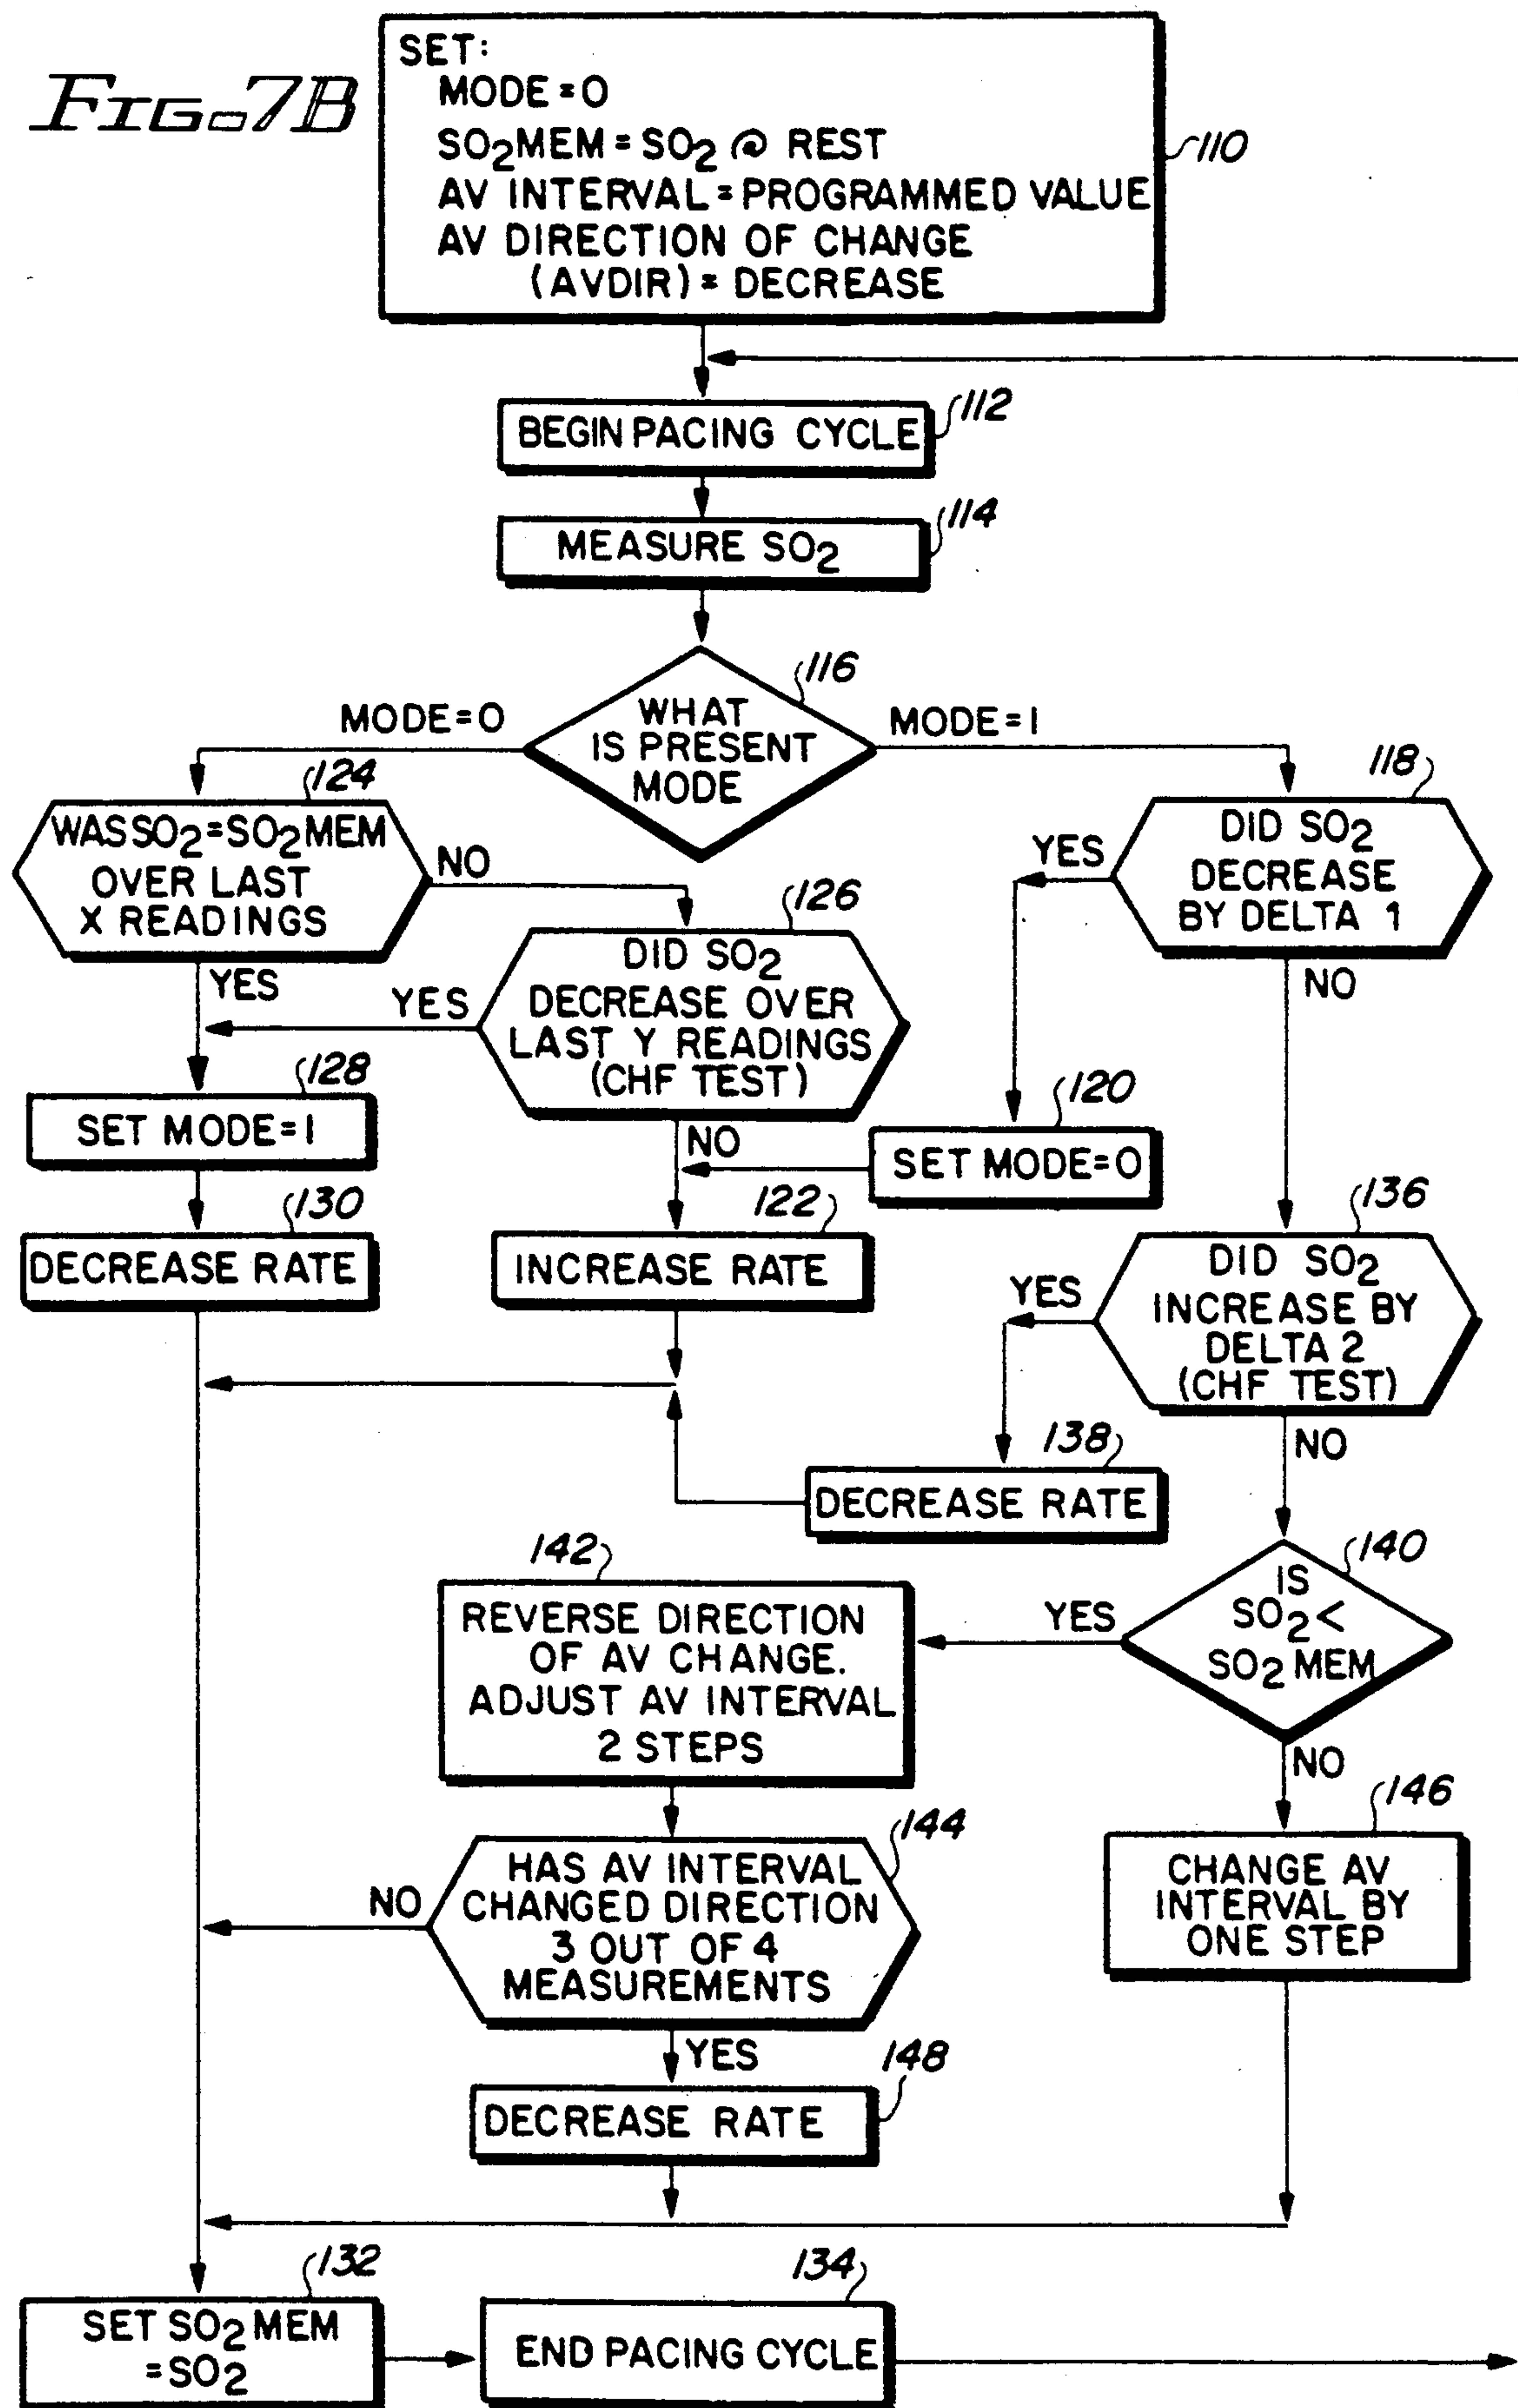 FIG. 7B
SET:
MODE = 0
SO2MEM = SO2 @ REST
AV INTERVAL = PROGRAMMED VALUE
AV DIRECTION OF CHANGE
(AVDIR) = DECREASE
110
BEGIN PACING CYCLE
112
MEASURE SO2
114
WHAT
IS PRESENT
MODE
116
MODE=0
MODE=1
WAS SO2=SO2MEM
OVER LAST
X READINGS
124
NO
YES
DID SO2
DECREASE OVER
LAST Y READINGS
(CHF TEST)
126
YES
NO
DID SO2
DECREASE
BY DELTA 1
118
YES
NO
SET MODE=1
128
SET MODE=0
120
DECREASE RATE
130
INCREASE RATE
122
DID SO2
INCREASE BY
DELTA 2
(CHF TEST)
136
YES
NO
DECREASE RATE
138
IS
SO2 <
SO2 MEM
140
YES
NO
REVERSE DIRECTION
OF AV CHANGE.
ADJUST AV INTERVAL
2 STEPS
142
HAS AV INTERVAL
CHANGED DIRECTION
3 OUT OF 4
MEASUREMENTS
144
NO
YES
CHANGE AV
INTERVAL BY
ONE STEP
146
DECREASE RATE
148
SET SO2 MEM
=SO2
132
END PACING CYCLE
134